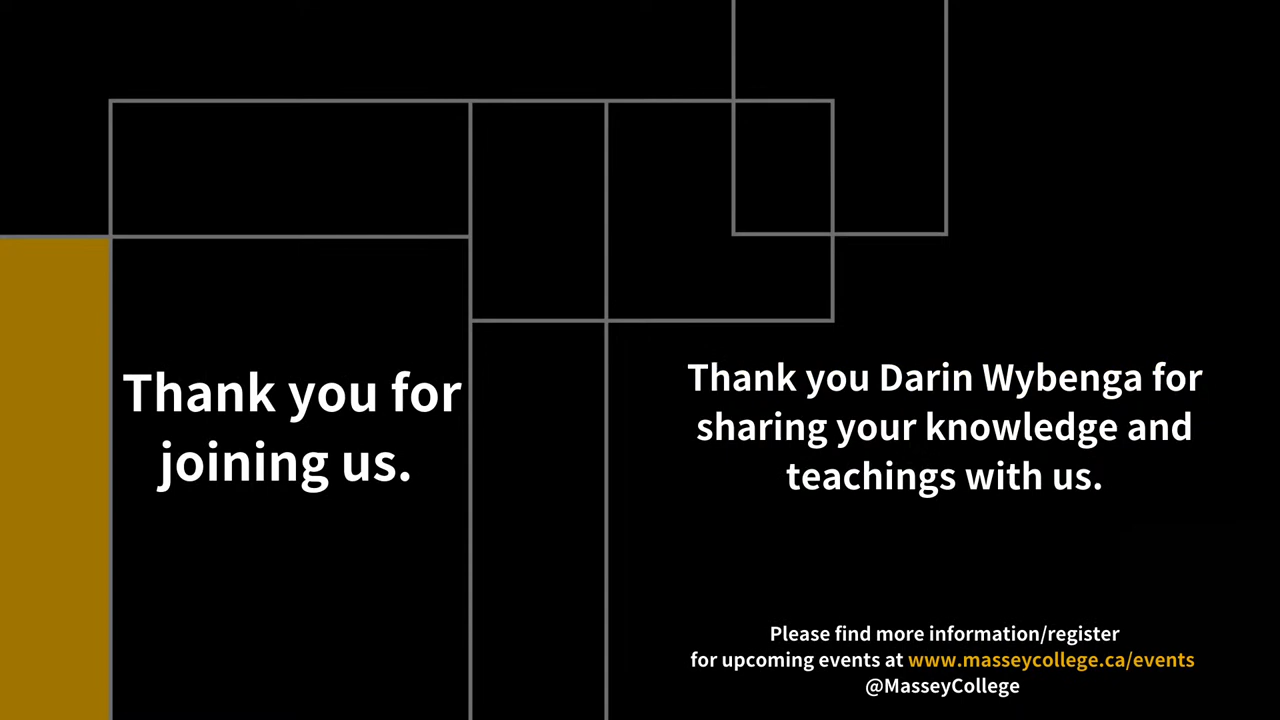 Thank you for
joining us.
Thank you Darin Wybenga for
sharing your knowledge and
teachings with us.
Please find more information/register
for upcoming events at www.masseycollege.ca/events
@MasseyCollege